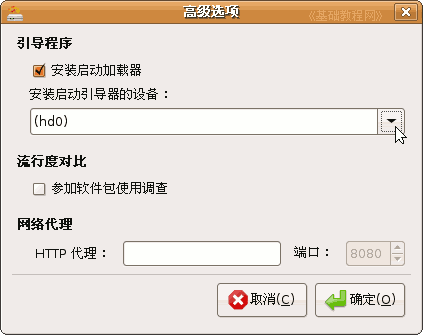 高级选项
《基础教程网》
引导程序
安装启动加载器
安装启动引导器的设备：
(hd0)
流行度对比
参加软件包使用调查
网络代理
HTTP 代理： 端口： 8080
取消(C) 确定(O)